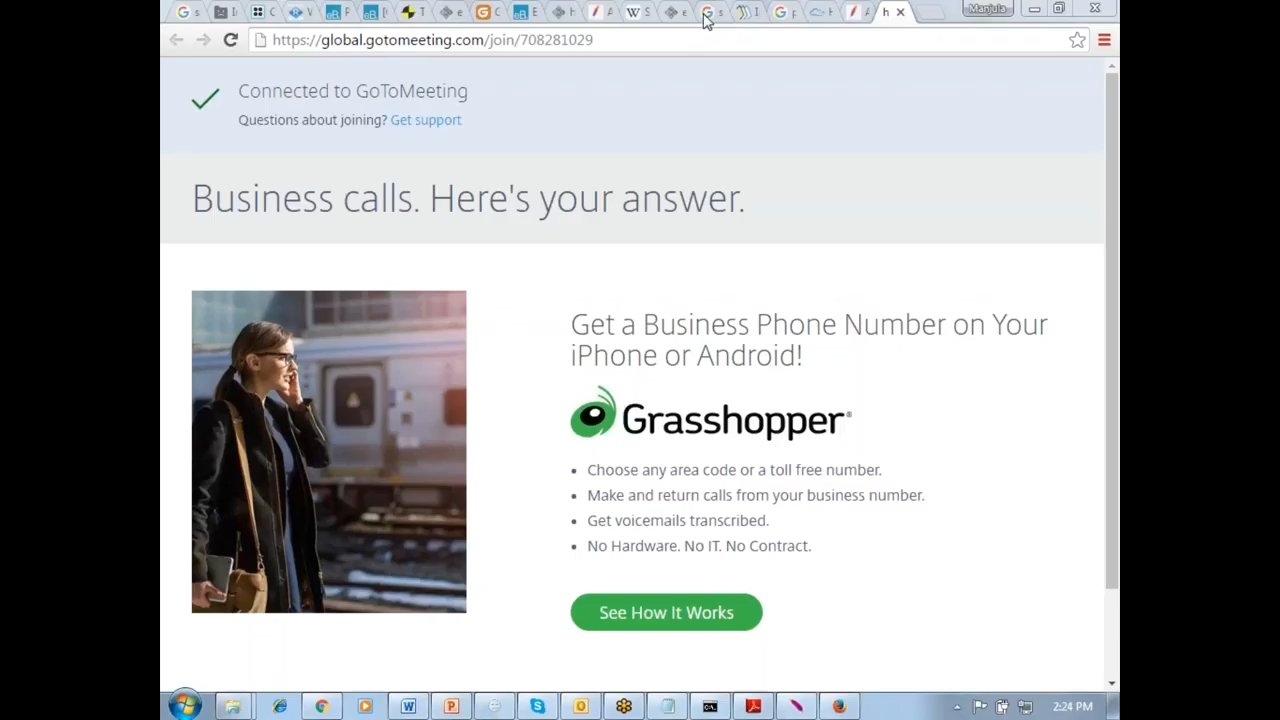 Manjula
https://global.gotomeeting.com/join/708281029
Connected to GoToMeeting
Questions about joining? Get support
Business calls. Here's your answer.
Get a Business Phone Number on Your
iPhone or Android!
Grasshopper®
• Choose any area code or a toll free number.
• Make and return calls from your business number.
• Get voicemails transcribed.
• No Hardware. No IT. No Contract.
See How It Works
2:24 PM